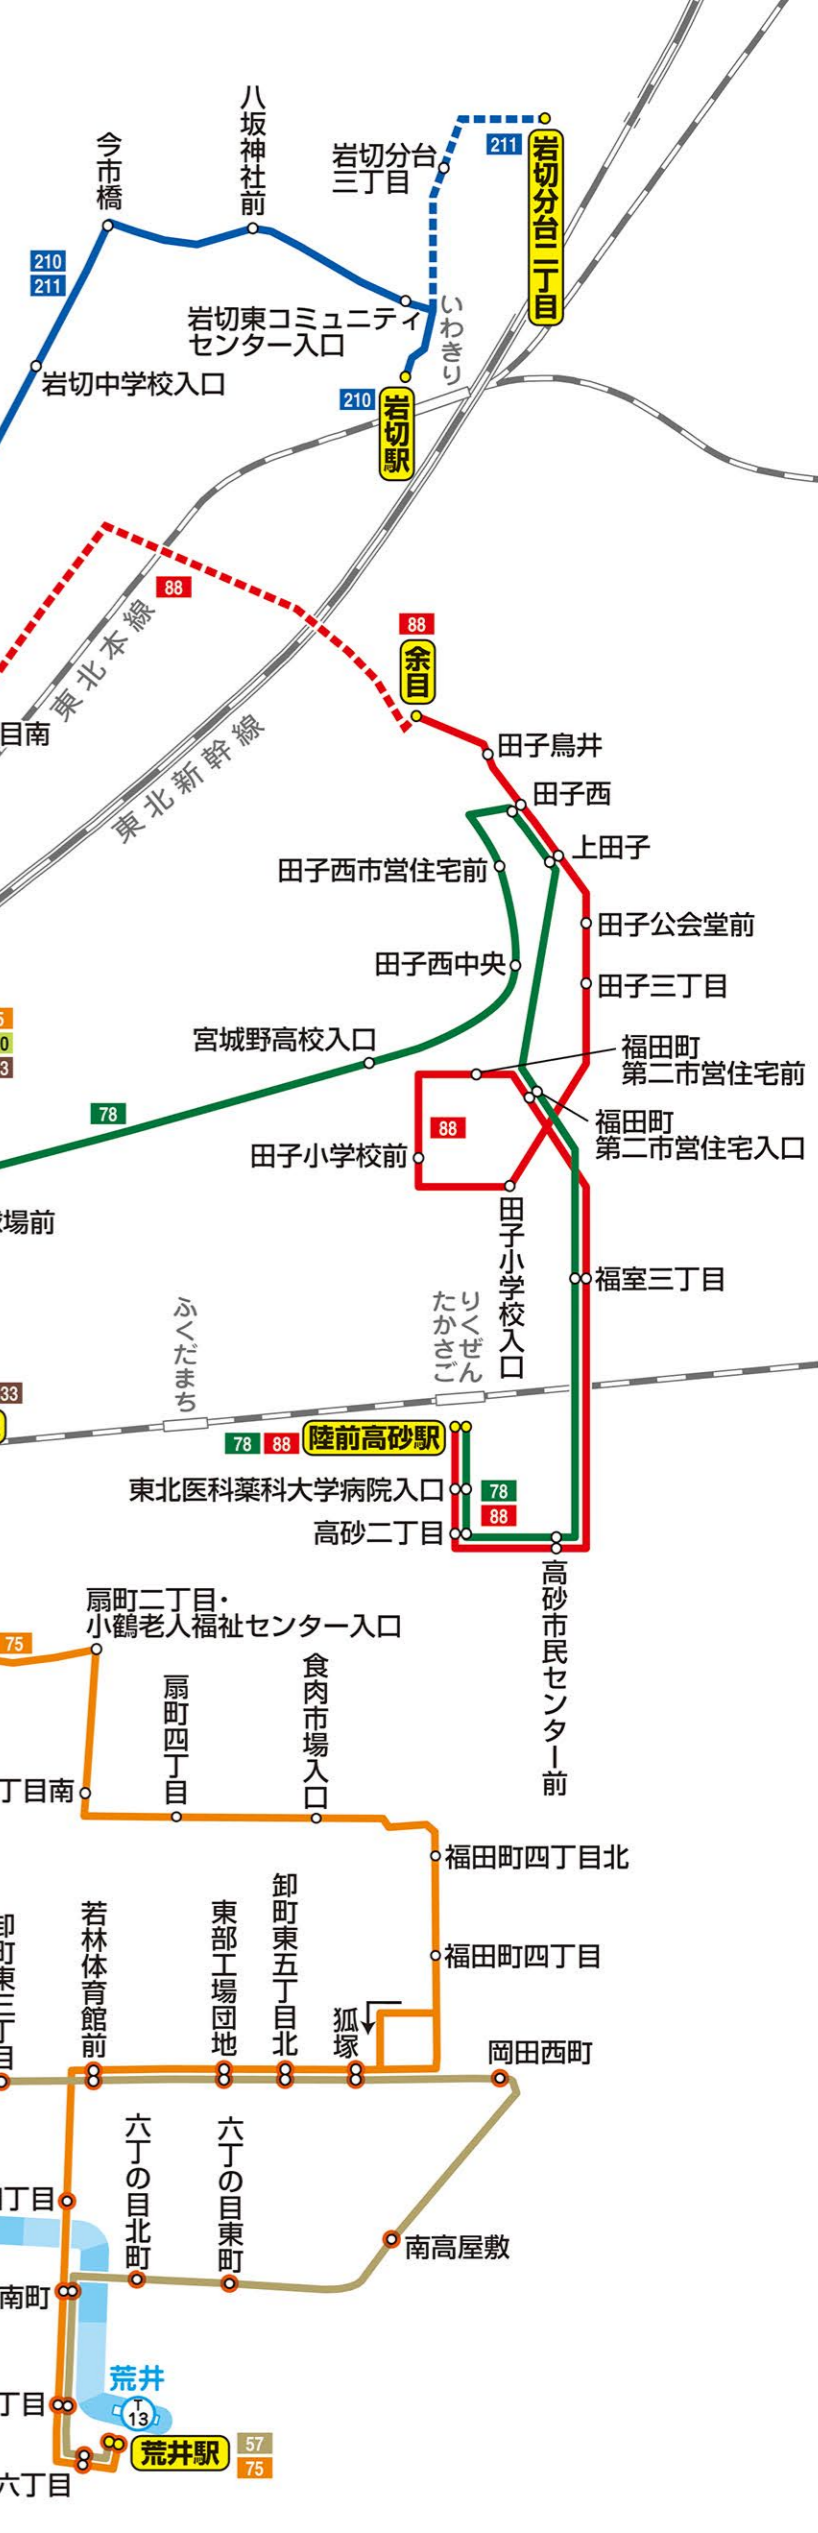 八坂神社前
今市橋
岩切分台
三丁目
211
岩切分台二丁目
210
211
岩切東コミュニティ
センター入口
いわきり
岩切中学校入口
210
岩切駅
88
東北本線
88
余目
目南
東北新幹線
田子鳥井
田子西
上田子
田子西市営住宅前
田子公会堂前
田子西中央
田子三丁目
宮城野高校入口
福田町
第二市営住宅前
78
88
福田町
第二市営住宅入口
田子小学校前
田子小学校入口
場前
福室三丁目
ふくだまち
りくぜん
たかさご
33
78
88
陸前高砂駅
東北医科薬科大学病院入口
78
88
高砂二丁目
高砂市民センター前
扇町二丁目・
小鶴老人福祉センター入口
75
扇町四丁目
食肉市場入口
丁目南
福田町四丁目北
福田町四丁目
卸町東三丁目
若林体育館前
東部工場団地
卸町東五丁目北
狐塚
岡田西町
六丁の目北町
六丁の目東町
丁目
南高屋敷
南町
荒井
T
13
丁目
荒井駅
57
75
六丁目